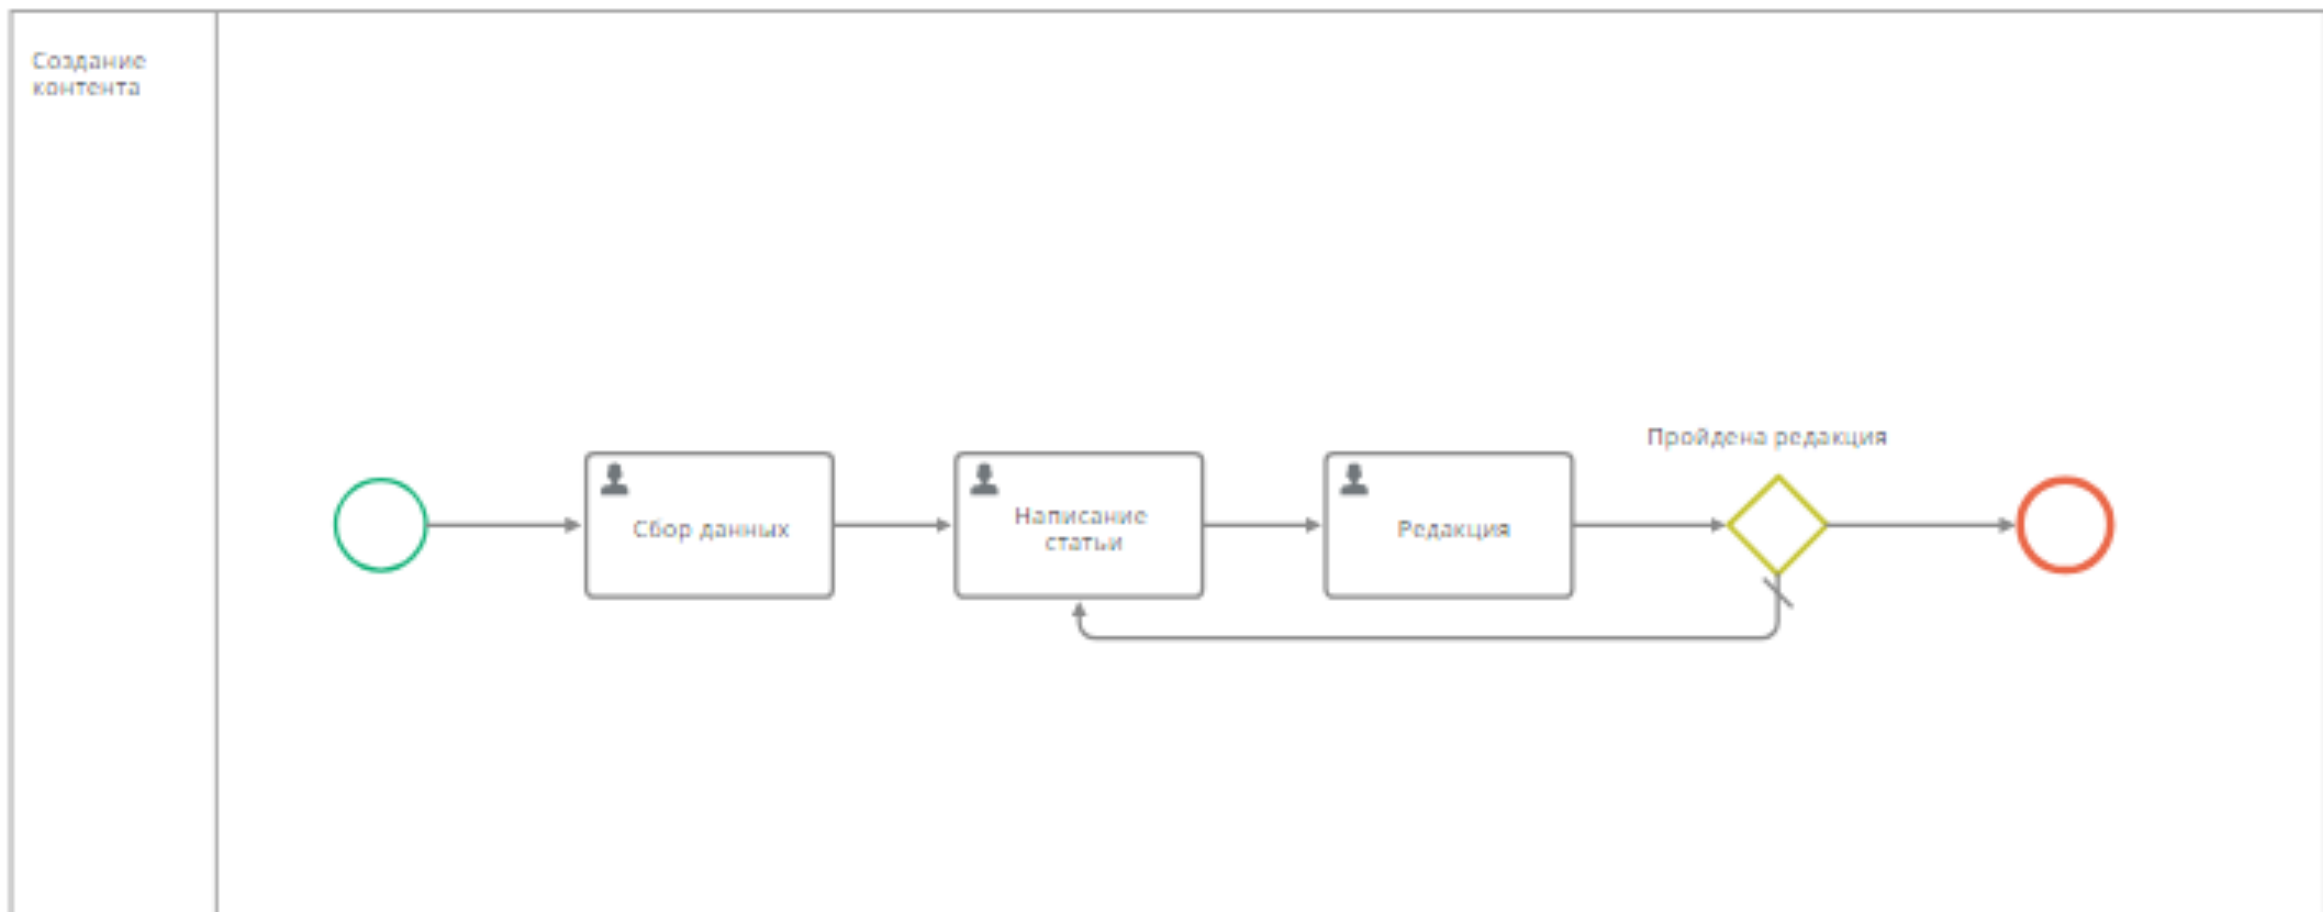 Создание
контента
Пройдена редакция
Сбор данных
Написание
статьи
Редакция